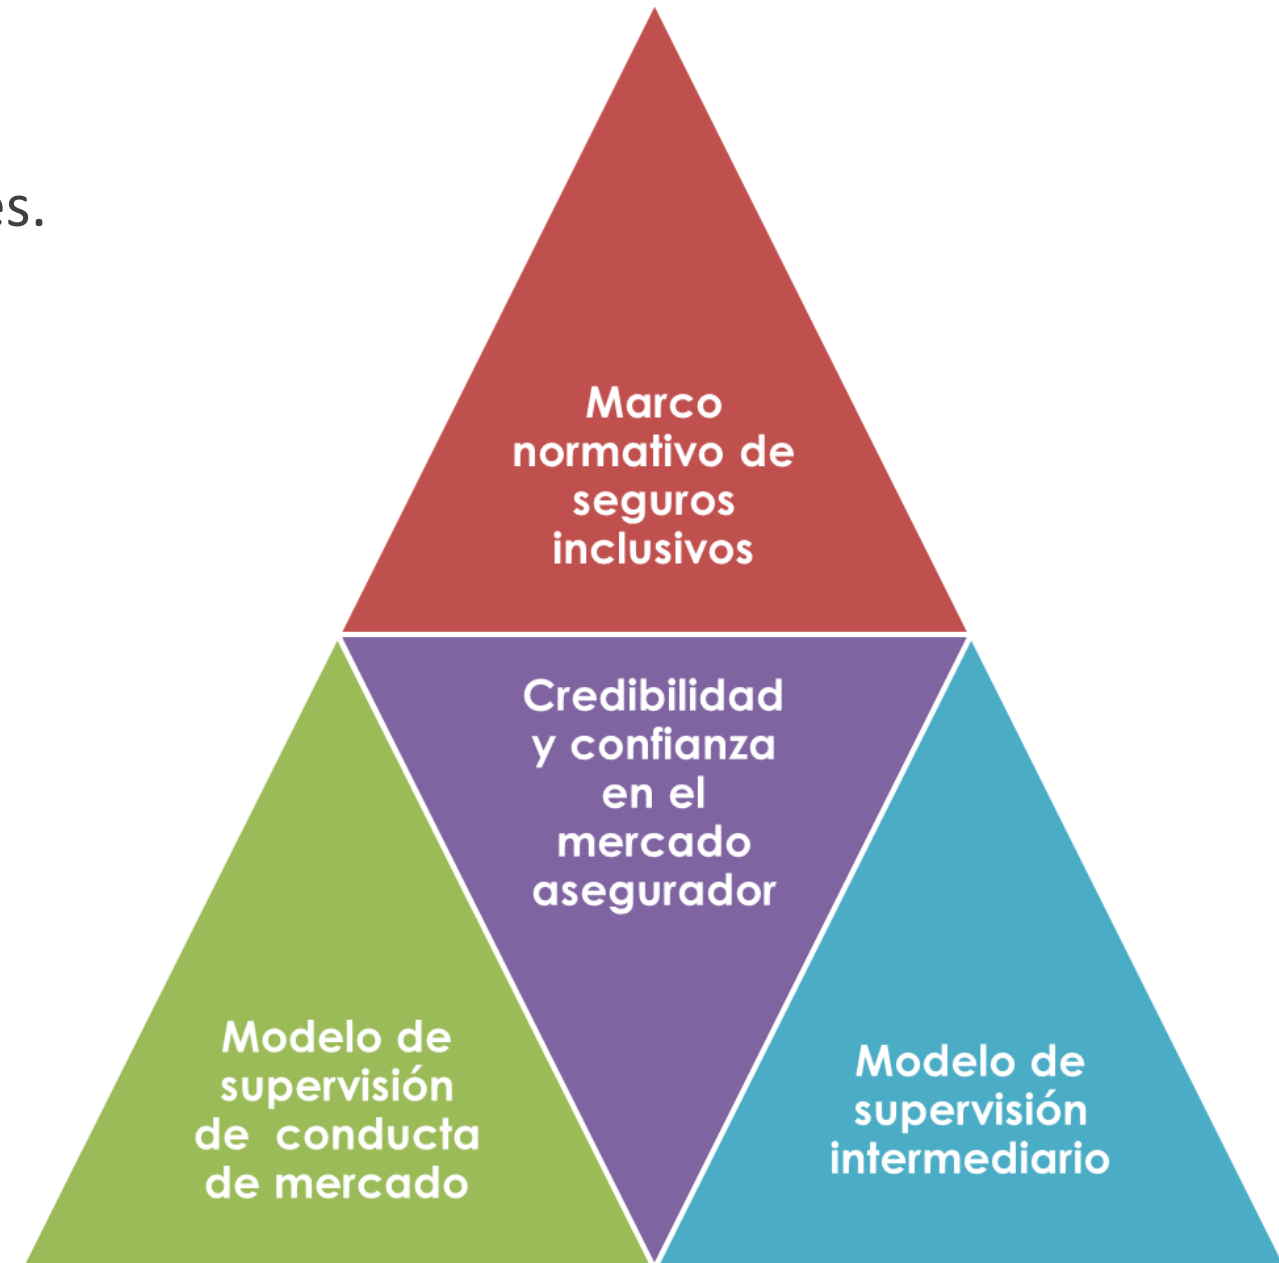 es.
Marco
normativo de
seguros
inclusivos
Credibilidad
y confianza
en el
mercado
asegurador
Modelo de
supervisión
de conducta
de mercado
Modelo de
supervisión
intermediario